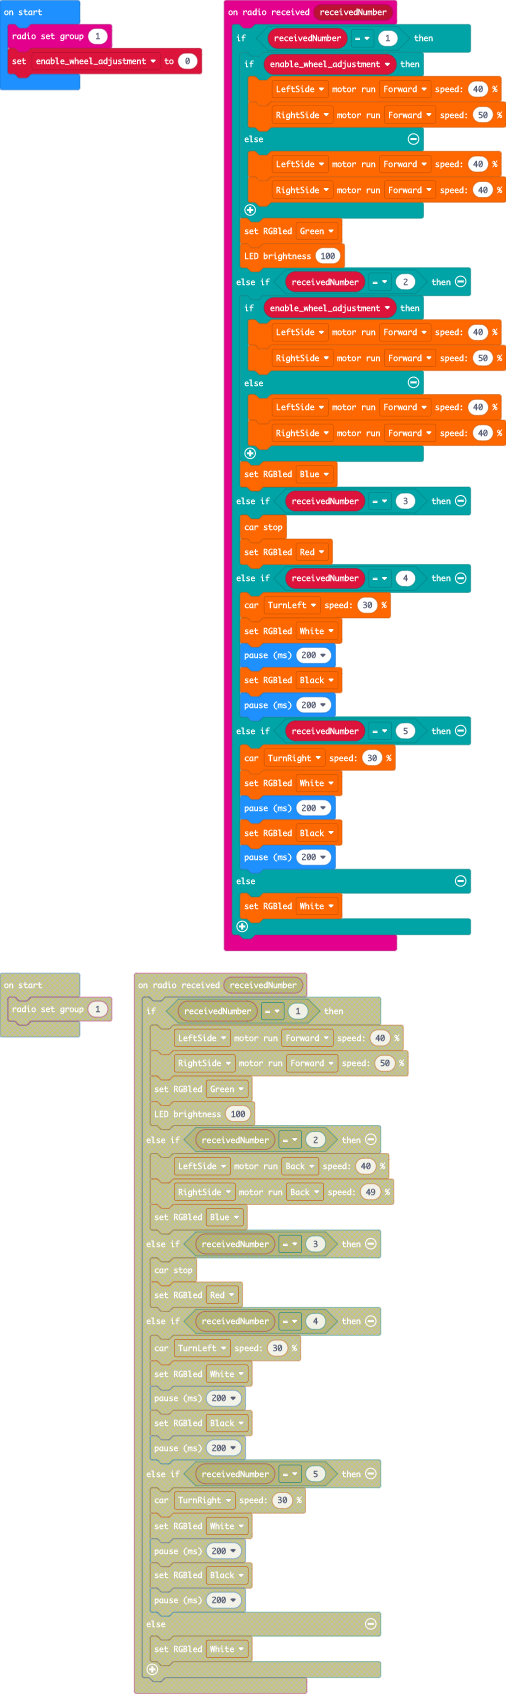 on start
radio set group 1
set enable_wheel_adjustment to 0
on radio received receivedNumber
if receivedNumber = 1 then
if enable_wheel_adjustment then
LeftSide motor run Forward speed: 40 %
RightSide motor run Forward speed: 50 %
else
LeftSide motor run Forward speed: 40 %
RightSide motor run Forward speed: 40 %
set RGBled Green
LED brightness 100
else if receivedNumber = 2 then
if enable_wheel_adjustment then
LeftSide motor run Forward speed: 40 %
RightSide motor run Forward speed: 50 %
else
LeftSide motor run Forward speed: 40 %
RightSide motor run Forward speed: 40 %
set RGBled Blue
else if receivedNumber = 3 then
car stop
set RGBled Red
else if receivedNumber = 4 then
car TurnLeft speed: 30 %
set RGBled White
pause (ms) 200
set RGBled Black
pause (ms) 200
else if receivedNumber = 5 then
car TurnRight speed: 30 %
set RGBled White
pause (ms) 200
set RGBled Black
pause (ms) 200
else
set RGBled White
on start
radio set group 1
on radio received receivedNumber
if receivedNumber = 1 then
LeftSide motor run Forward speed: 40 %
RightSide motor run Forward speed: 50 %
set RGBled Green
LED brightness 100
else if receivedNumber = 2 then
LeftSide motor run Back speed: 40 %
RightSide motor run Back speed: 49 %
set RGBled Blue
else if receivedNumber = 3 then
car stop
set RGBled Red
else if receivedNumber = 4 then
car TurnLeft speed: 30 %
set RGBled White
pause (ms) 200
set RGBled Black
pause (ms) 200
else if receivedNumber = 5 then
car TurnRight speed: 30 %
set RGBled White
pause (ms) 200
set RGBled Black
pause (ms) 200
else
set RGBled White